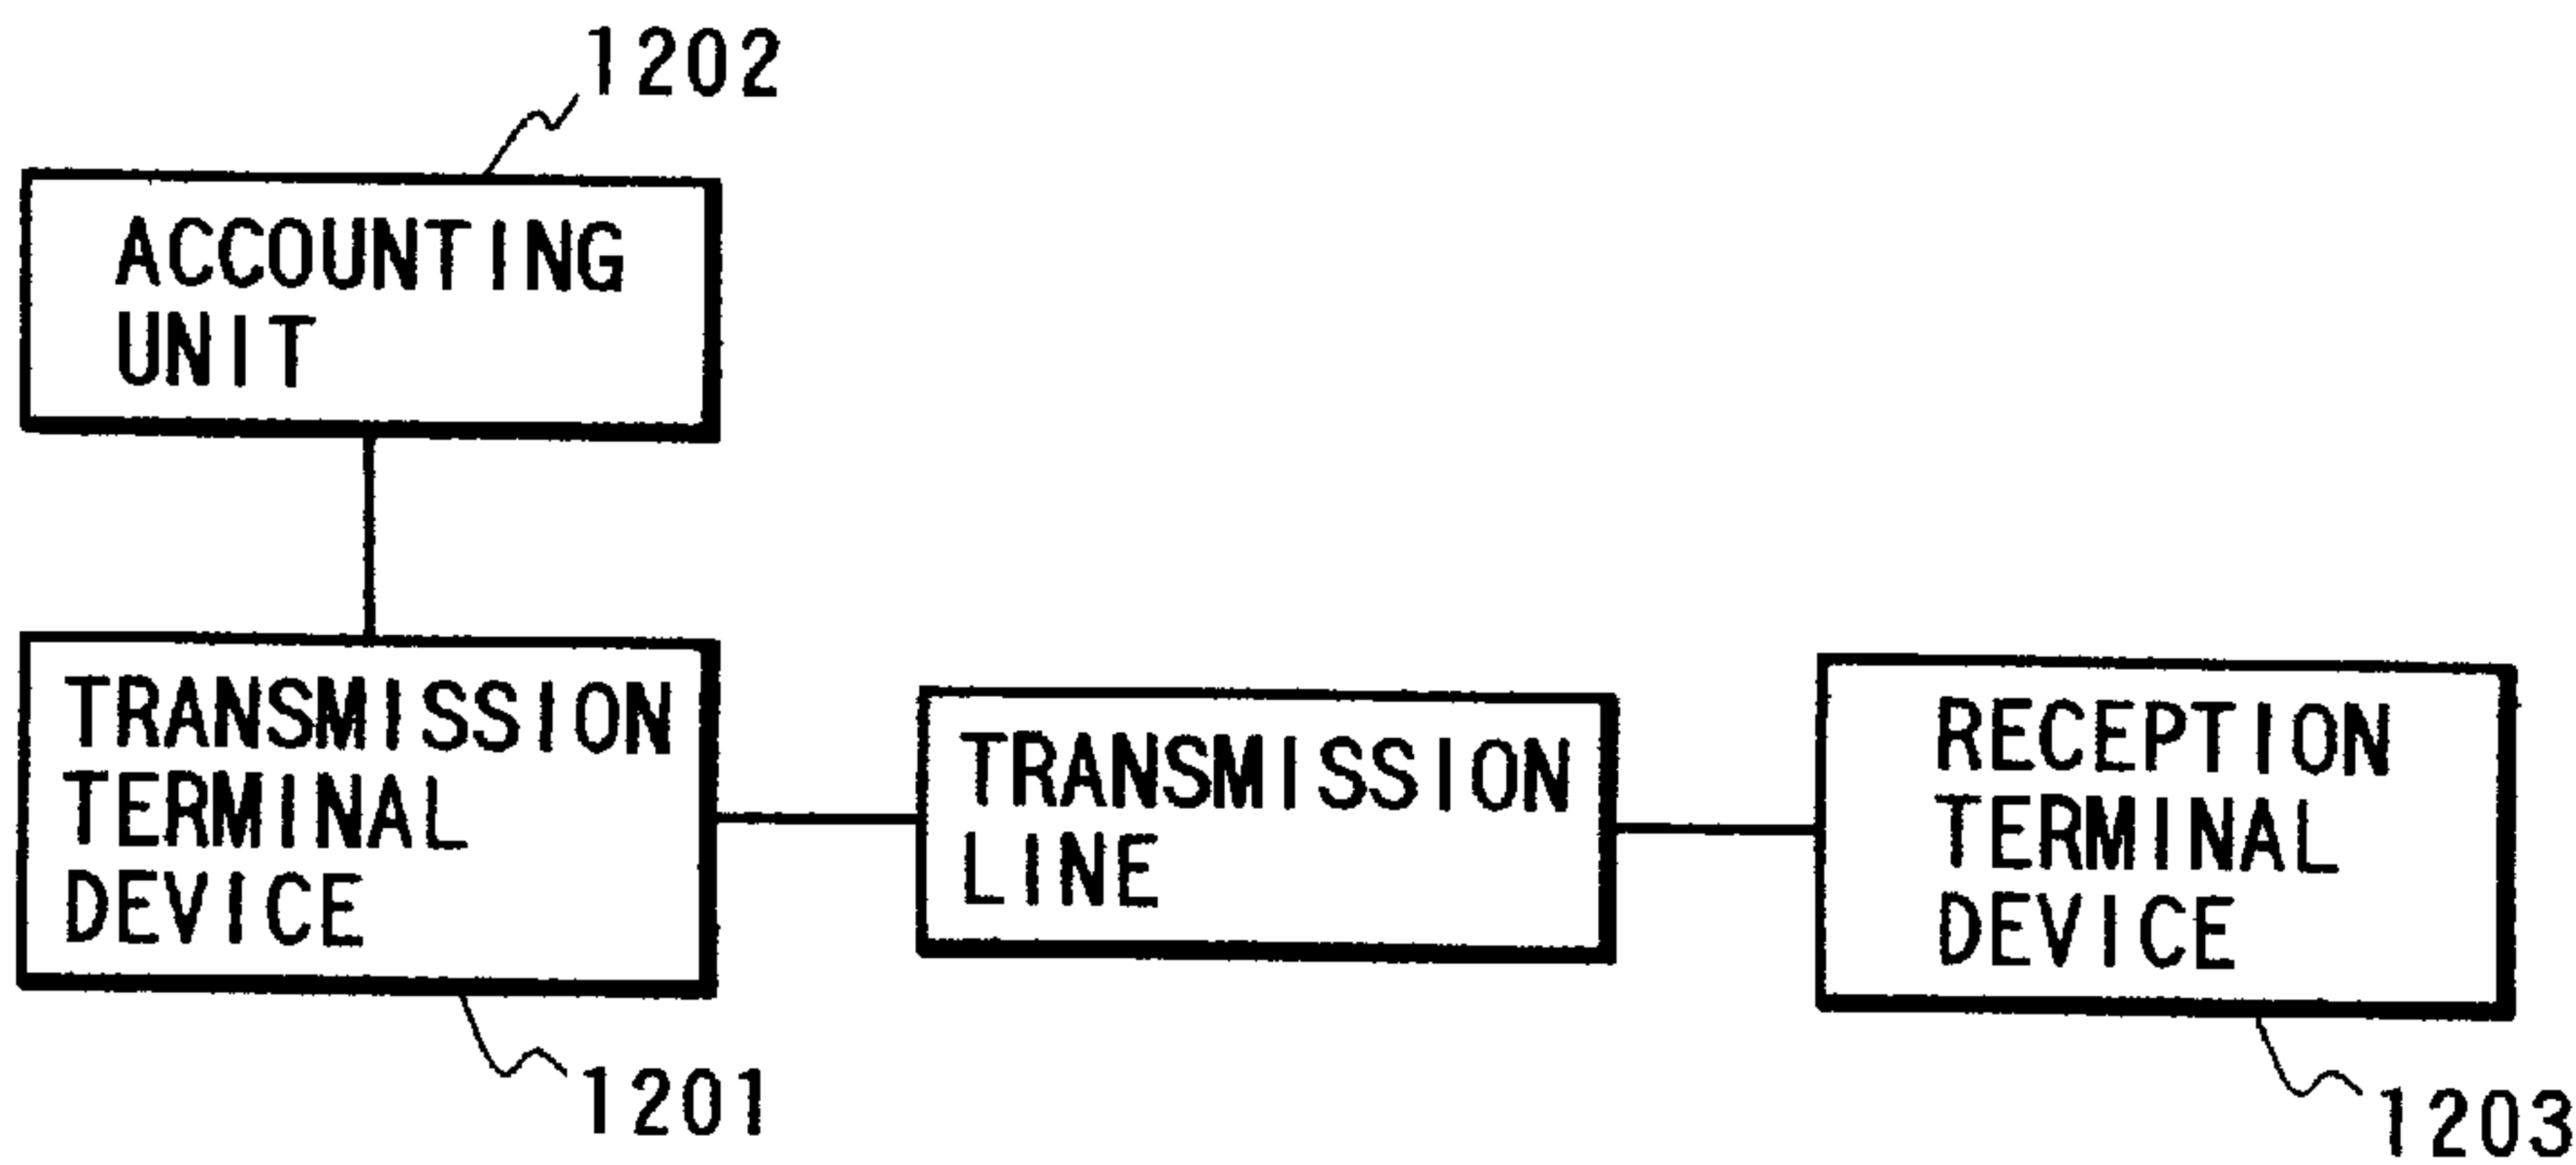 1202
ACCOUNTING
UNIT
TRANSMISSION
TERMINAL
DEVICE
TRANSMISSION
LINE
RECEPTION
TERMINAL
DEVICE
1201
1203